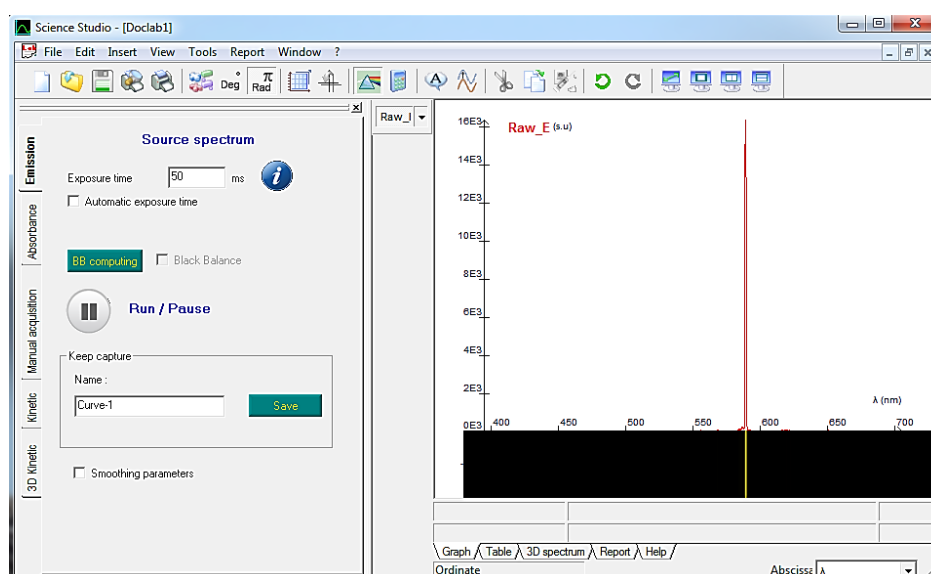 Science Studio - [Doclab1]
File Edit Insert View Tools Report Window ?
Deg π Rad
Raw_I
Emission
Absorbance
Manual acquisition
Kinetic
3D Kinetic
Source spectrum
Exposure time 50 ms
Automatic exposure time
BB computing Black Balance
Run / Pause
Keep capture
Name :
Curve-1 Save
Smoothing parameters
16E3
Raw_E (s.u)
14E3
12E3
10E3
8E3
6E3
4E3
2E3
λ (nm)
0E3 400 450 500 550 600 650 700
Graph Table 3D spectrum Report Help
Ordinate Abscissa λ